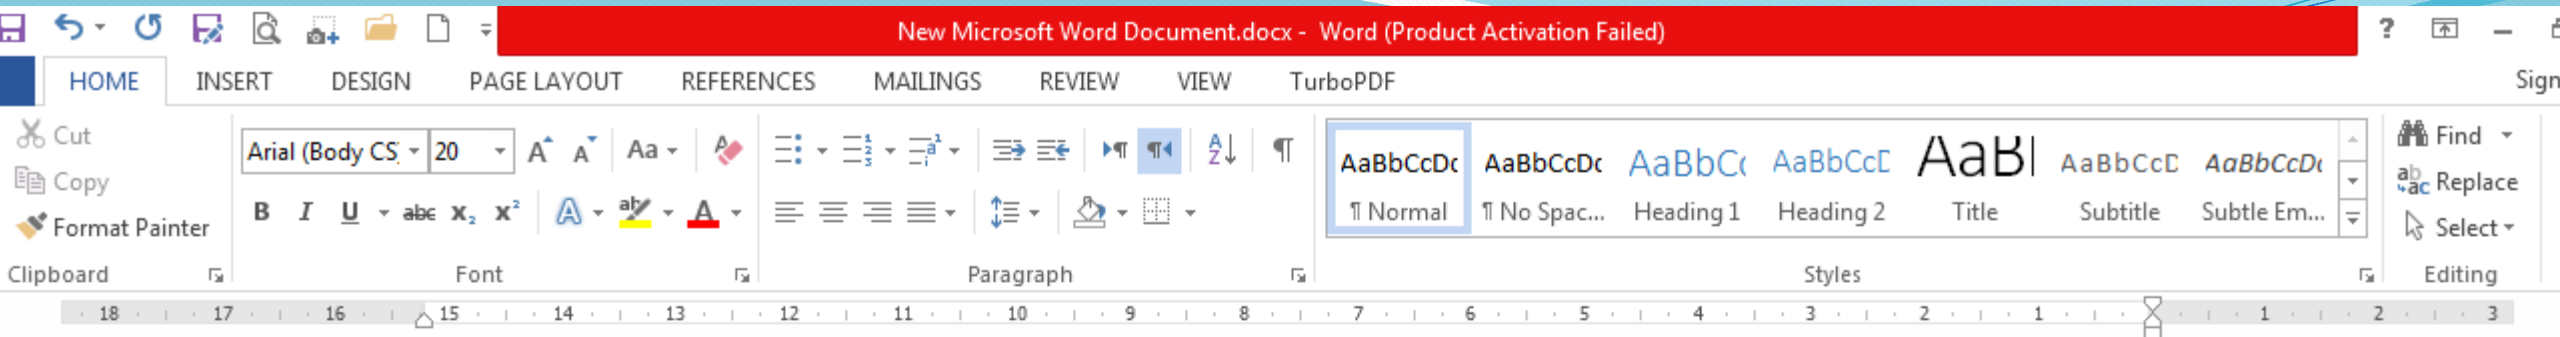 New Microsoft Word Document.docx - Word (Product Activation Failed)
?
HOME INSERT DESIGN PAGE LAYOUT REFERENCES MAILINGS REVIEW VIEW TurboPDF Sign
Cut
Copy
Format Painter
Clipboard
Arial (Body CS 20 A A Aa
B I U abc x₂ x² A ab A
Font
A Z ¶
Paragraph
AaBbCcDc AaBbCcDc AaBbCc AaBbCcD AaB AaBbCcD AaBbCcDc
¶ Normal ¶ No Spac... Heading 1 Heading 2 Title Subtitle Subtle Em...
Styles
Find
ab ac Replace
Select
Editing
18 17 16 15 14 13 12 11 10 9 8 7 6 5 4 3 2 1 1 2 3